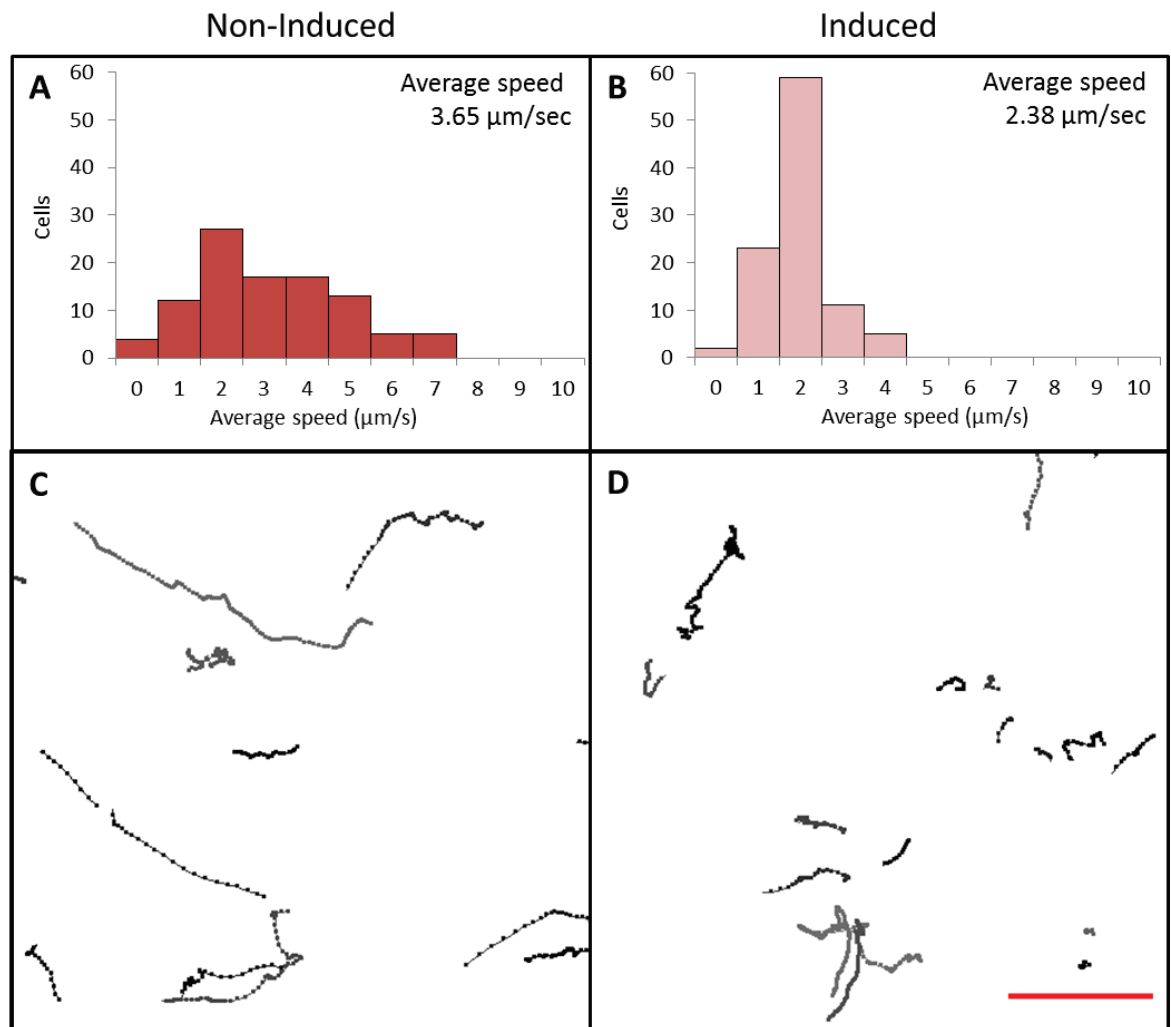 Non-Induced
Induced
A
Average speed
3.65 µm/sec
60
50
40
30
20
10
0
Cells
0 1 2 3 4 5 6 7 8 9 10
Average speed (µm/s)
B
Average speed
2.38 µm/sec
60
50
40
30
20
10
0
Cells
0 1 2 3 4 5 6 7 8 9 10
Average speed (µm/s)
C
D